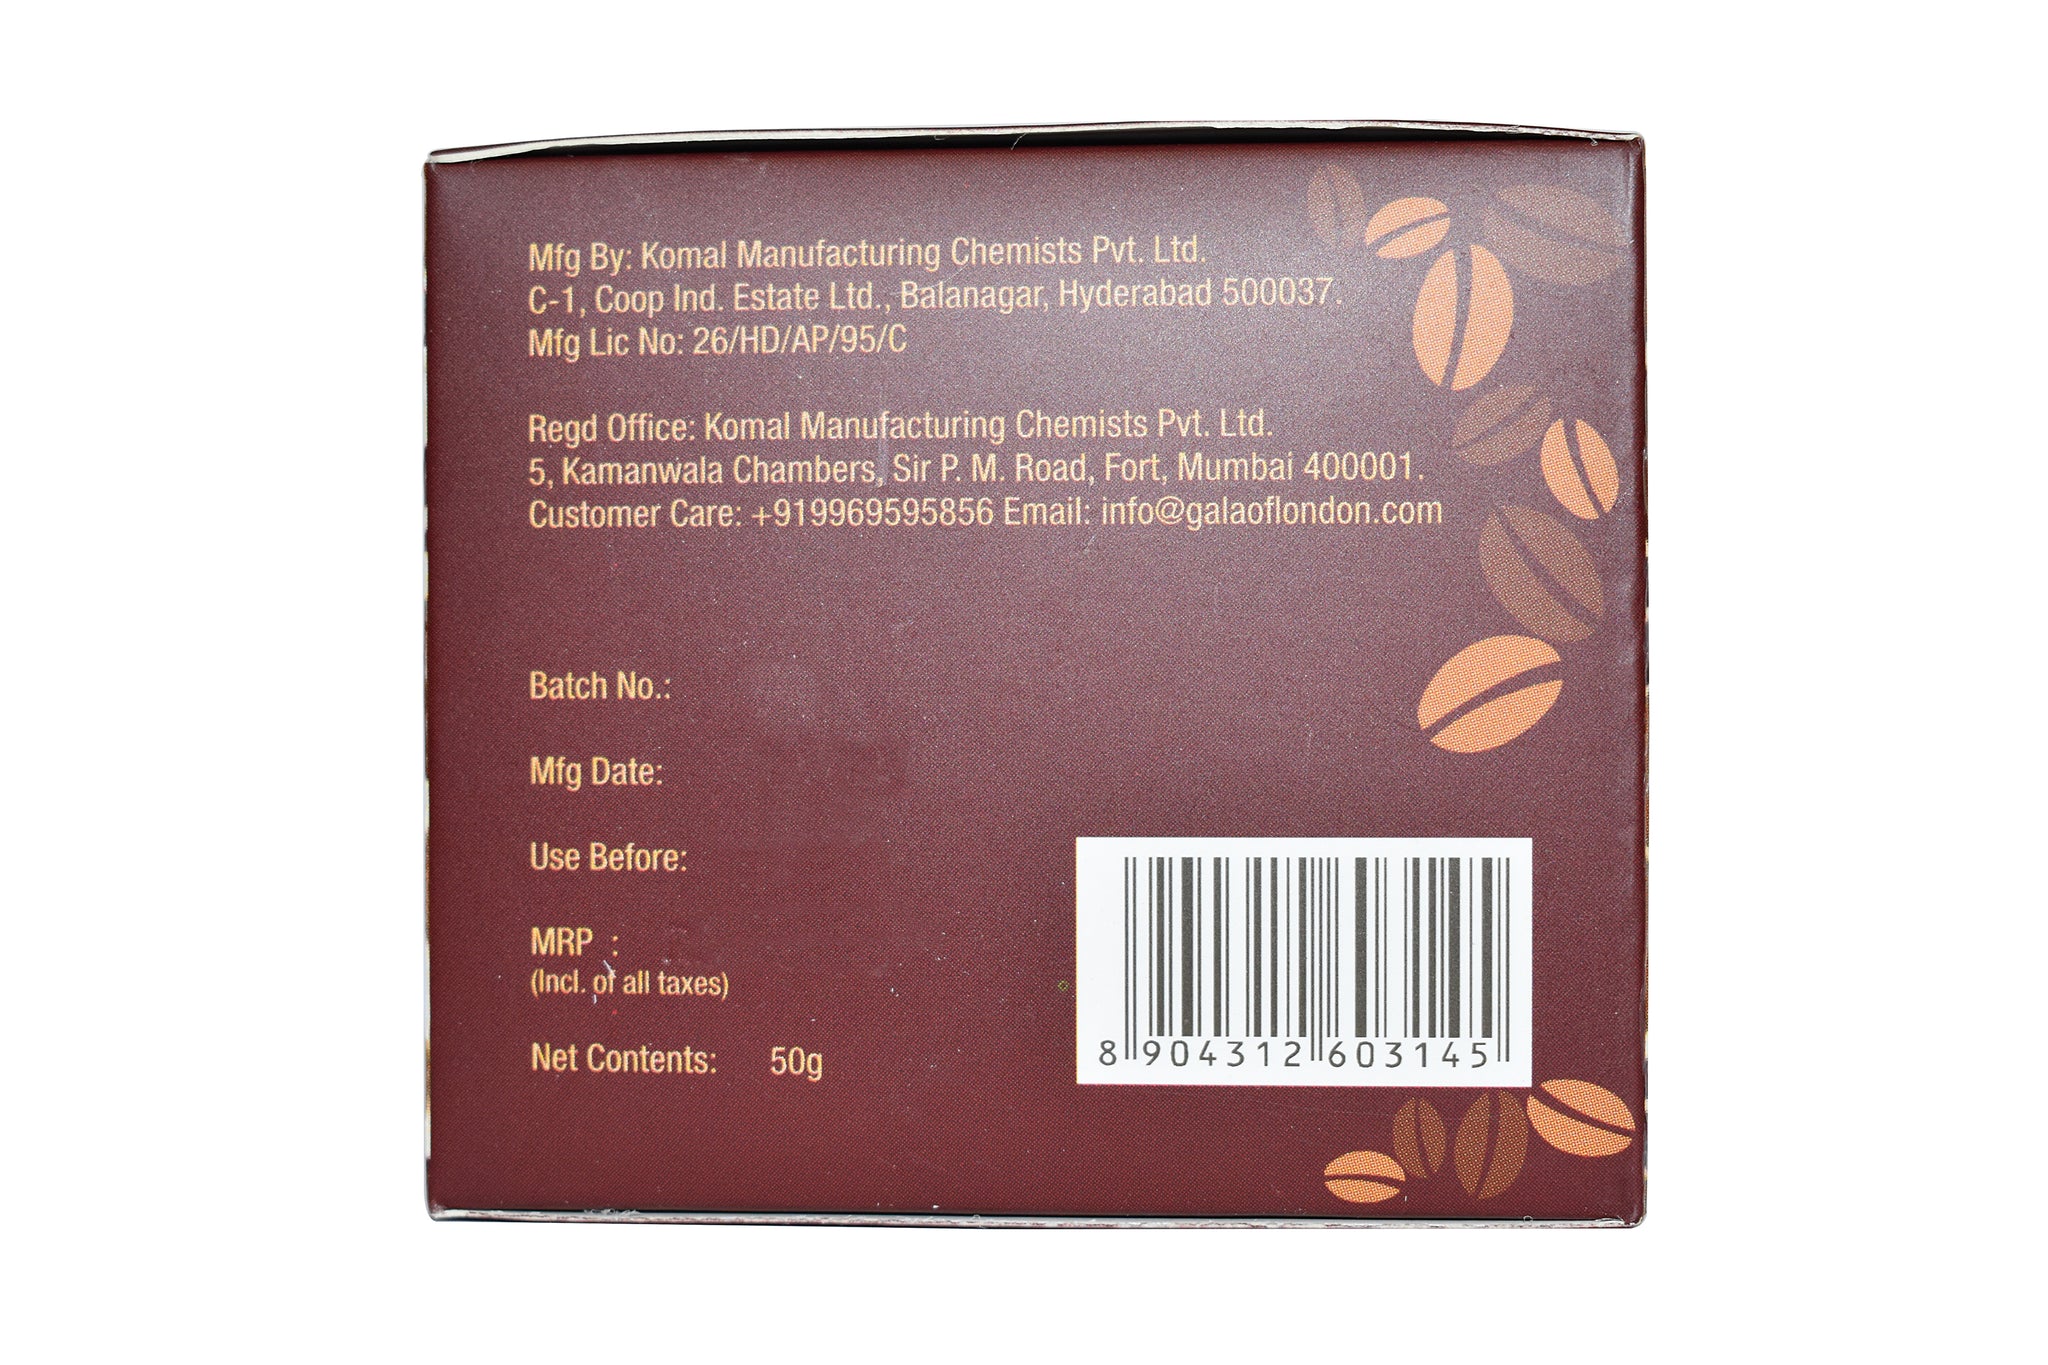 Mfg By: Komal Manufacturing Chemists Pvt. Ltd.
C-1, Coop Ind. Estate Ltd., Balanagar, Hyderabad 500037.
Mfg Lic No: 26/HD/AP/95/C
Regd Office: Komal Manufacturing Chemists Pvt. Ltd.
5, Kamanwala Chambers, Sir P. M. Road, Fort, Mumbai 400001.
Customer Care: +919969595856 Email: info@galaoflondon.com
Batch No.:
Mfg Date:
Use Before:
MRP :
(Incl. of all taxes)
Net Contents: 50g
8 904312 603145